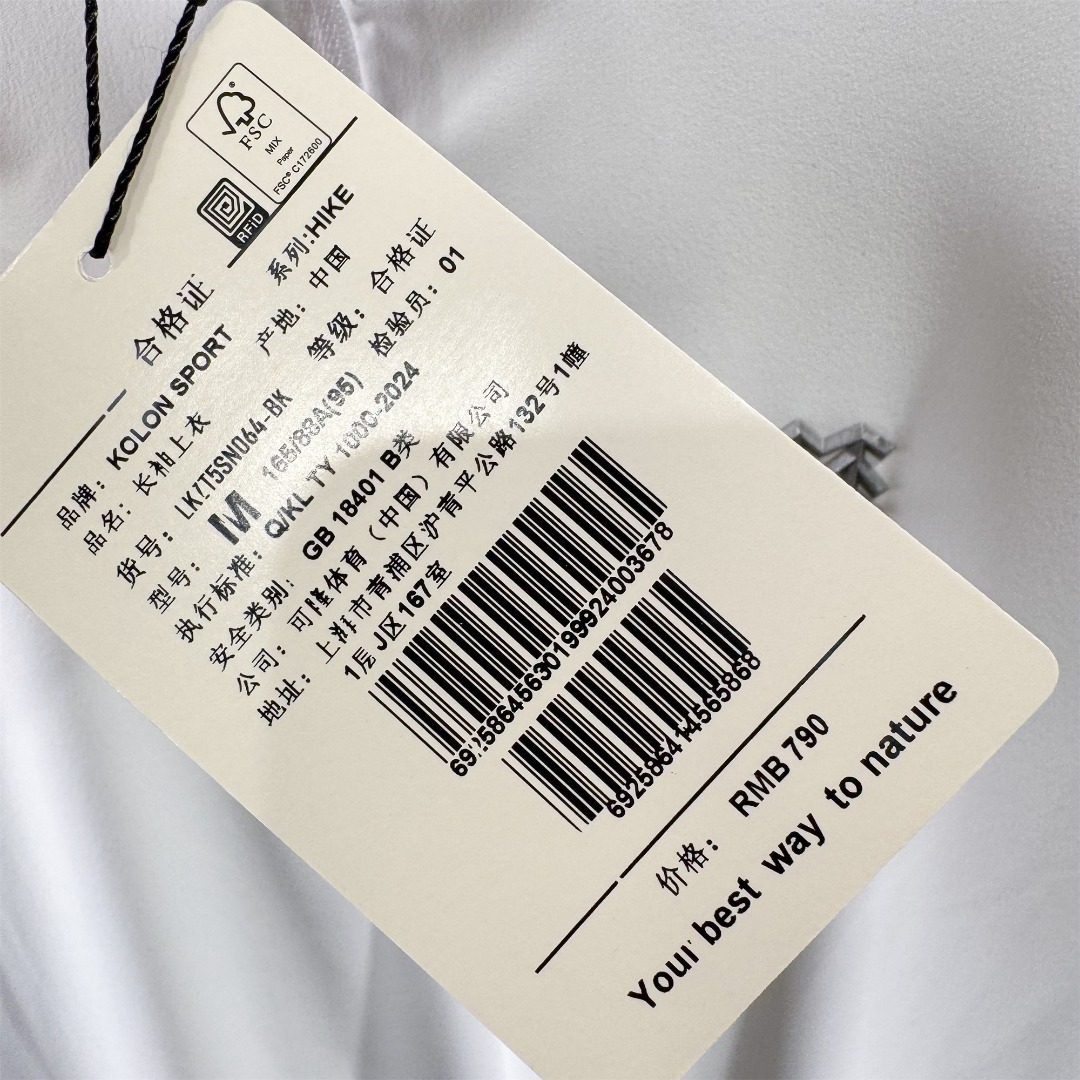 FSC®
MIX
Paper
FSC® C172600
RFiD
合格证
品牌： KOLON SPORT 系列:HIKE
品名： 长袖上衣 产地： 中国
货号： LKZT5SN064-BK 等级： 合格证
型号： M 165/88A(95) 检验员： 01
执行标准： Q/KL TY 1000-2024
安全类别： GB 18401 B类
公司： 可隆体育（中国）有限公司
地址： 上海市青浦区沪青平公路132号1幢
1层J区167室
69258645630199924003678
6925864144565868
价格： RMB 790
Your best way to nature